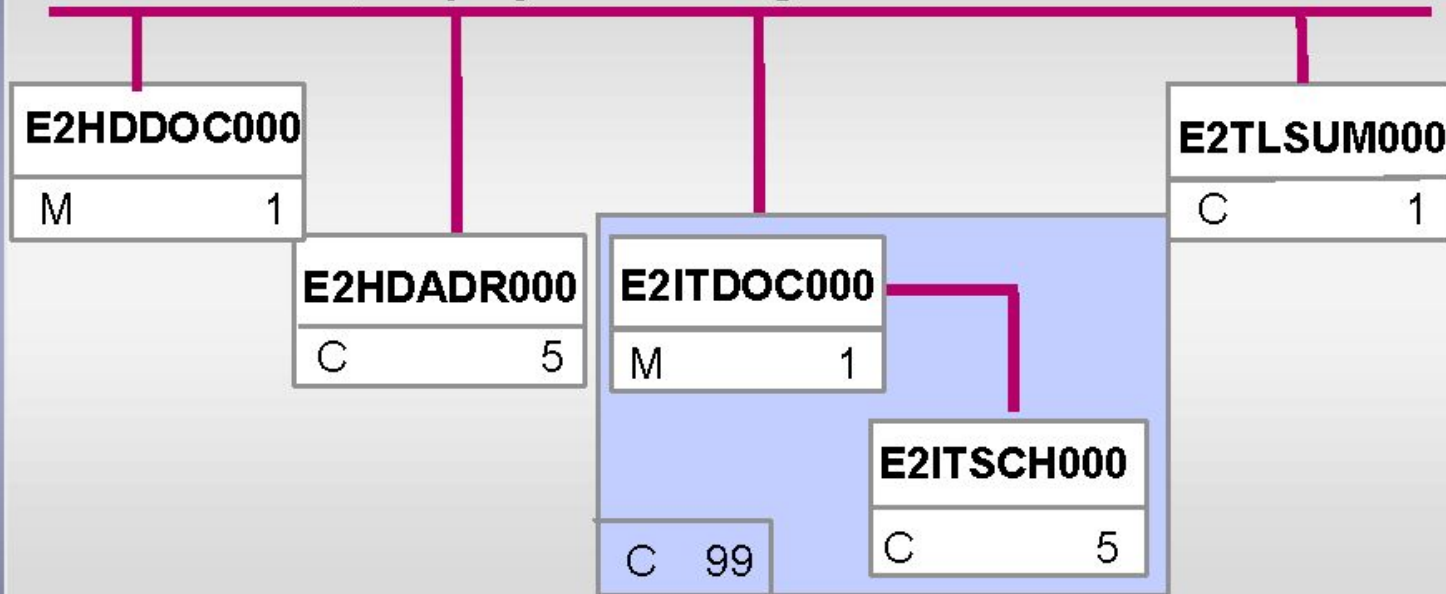 E2HDDOC000
M 1
E2HDADR000
C 5
E2ITDOC000
M 1
E2ITSCH000
C 5
C 99
E2TLSUM000
C 1